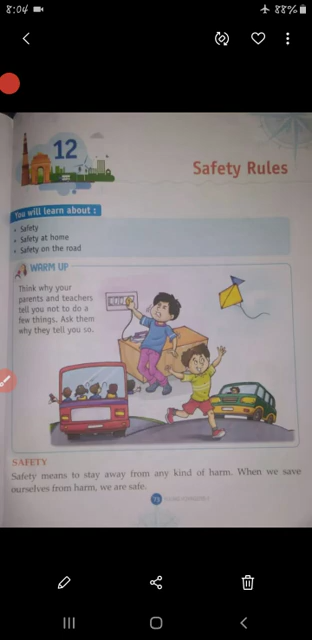 8:04
88%
12
Safety Rules
You will learn about :
• Safety
• Safety at home
• Safety on the road
WARM UP
Think why your
parents and teachers
tell you not to do a
few things. Ask them
why they tell you so.
SAFETY
Safety means to stay away from any kind of harm. When we save
ourselves from harm, we are safe.
73